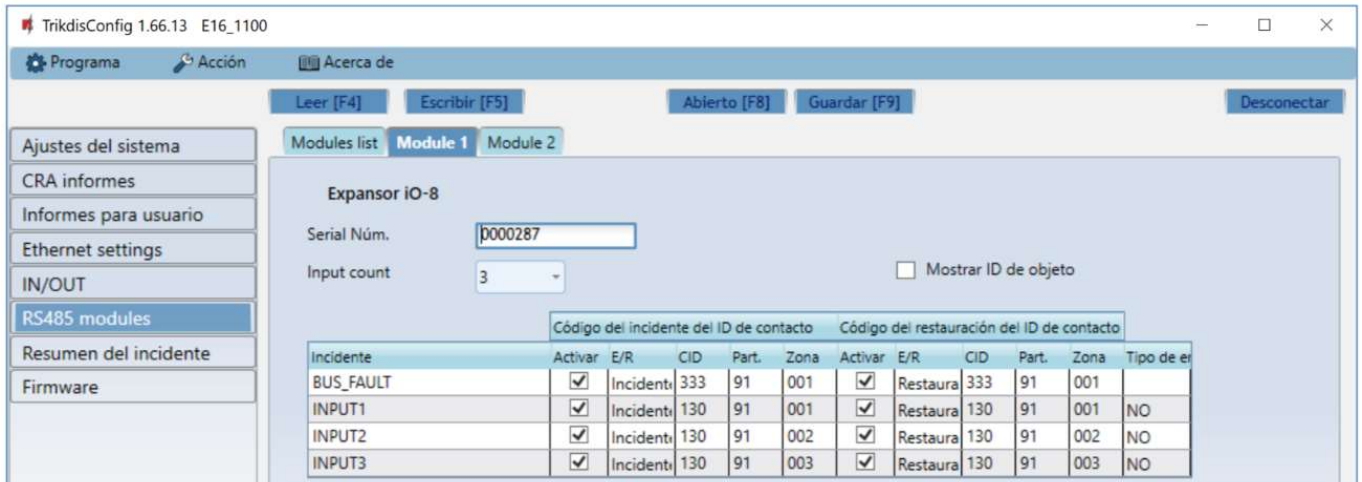 TrikdisConfig 1.66.13 E16_1100
Programa Acción Acerca de
Leer [F4] Escribir [F5] Abierto [F8] Guardar [F9] Desconectar
Ajustes del sistema
CRA informes
Informes para usuario
Ethernet settings
IN/OUT
RS485 modules
Resumen del incidente
Firmware
Modules list Module 1 Module 2
Expansor iO-8
Serial Núm. 0000287
Input count 3 Mostrar ID de objeto
Código del incidente del ID de contacto Código del restauración del ID de contacto
Incidente Activar E/R CID Part. Zona Activar E/R CID Part. Zona Tipo de er
BUS_FAULT Incident 333 91 001 Restaura 333 91 001
INPUT1 Incident 130 91 001 Restaura 130 91 001 NO
INPUT2 Incident 130 91 002 Restaura 130 91 002 NO
INPUT3 Incident 130 91 003 Restaura 130 91 003 NO